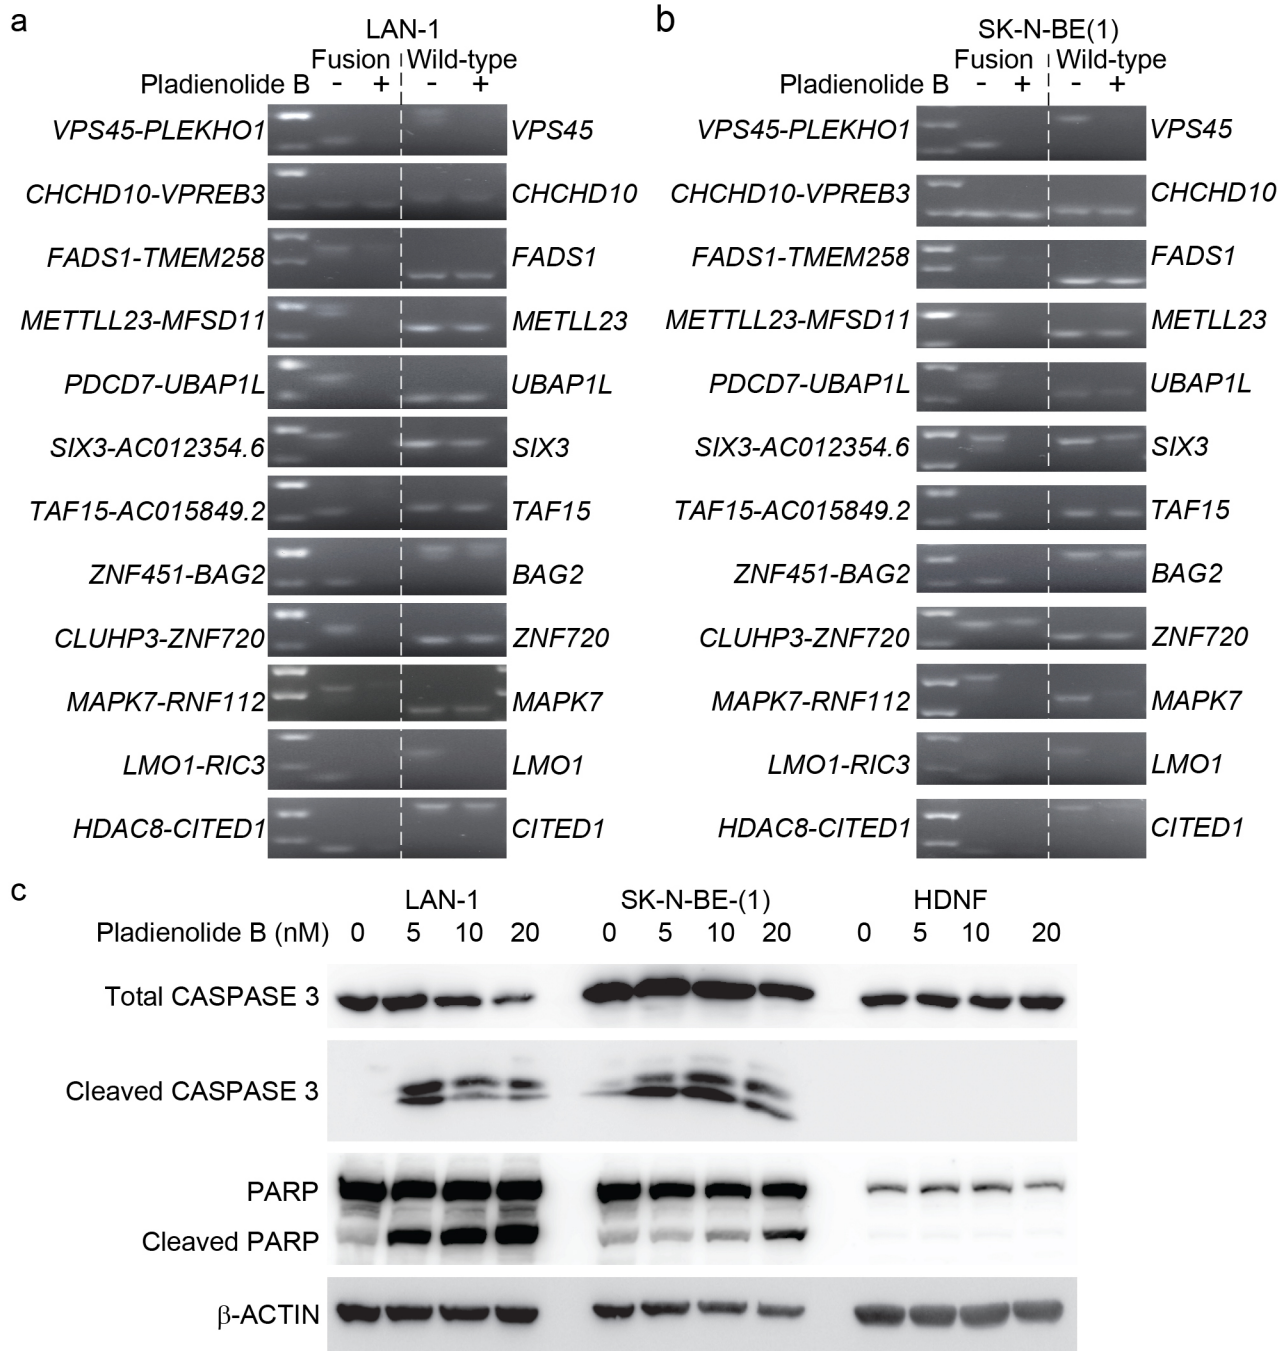 a
LAN-1
Fusion Wild-type
Pladienolide B - + - +
VPS45-PLEKHO1 VPS45
CHCHD10-VPREB3 CHCHD10
FADS1-TMEM258 FADS1
METTLL23-MFSD11 METLL23
PDCD7-UBAP1L UBAP1L
SIX3-AC012354.6 SIX3
TAF15-AC015849.2 TAF15
ZNF451-BAG2 BAG2
CLUHP3-ZNF720 ZNF720
MAPK7-RNF112 MAPK7
LMO1-RIC3 LMO1
HDAC8-CITED1 CITED1
b
SK-N-BE(1)
Fusion Wild-type
Pladienolide B - + - +
VPS45-PLEKHO1 VPS45
CHCHD10-VPREB3 CHCHD10
FADS1-TMEM258 FADS1
METTLL23-MFSD11 METLL23
PDCD7-UBAP1L UBAP1L
SIX3-AC012354.6 SIX3
TAF15-AC015849.2 TAF15
ZNF451-BAG2 BAG2
CLUHP3-ZNF720 ZNF720
MAPK7-RNF112 MAPK7
LMO1-RIC3 LMO1
HDAC8-CITED1 CITED1
c
LAN-1 SK-N-BE-(1) HDNF
Pladienolide B (nM) 0 5 10 20 0 5 10 20 0 5 10 20
Total CASPASE 3
Cleaved CASPASE 3
PARP
Cleaved PARP
β-ACTIN